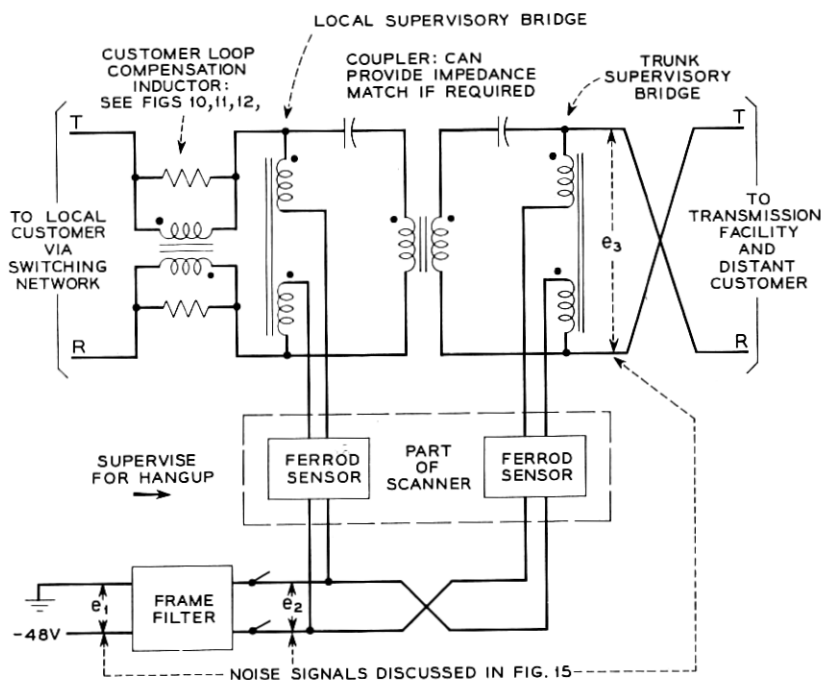 LOCAL SUPERVISORY BRIDGE
CUSTOMER LOOP
COMPENSATION
INDUCTOR:
SEE FIGS 10,11,12,
COUPLER: CAN
PROVIDE IMPEDANCE
MATCH IF REQUIRED
TRUNK
SUPERVISORY
BRIDGE
T
T
TO LOCAL
CUSTOMER
VIA
SWITCHING
NETWORK
e3
TO
TRANSMISSION
FACILITY
AND
DISTANT
CUSTOMER
R
R
SUPERVISE
FOR HANGUP
FERROD
SENSOR
PART
OF
SCANNER
FERROD
SENSOR
e1
FRAME
FILTER
e2
-48V
NOISE SIGNALS DISCUSSED IN FIG. 15